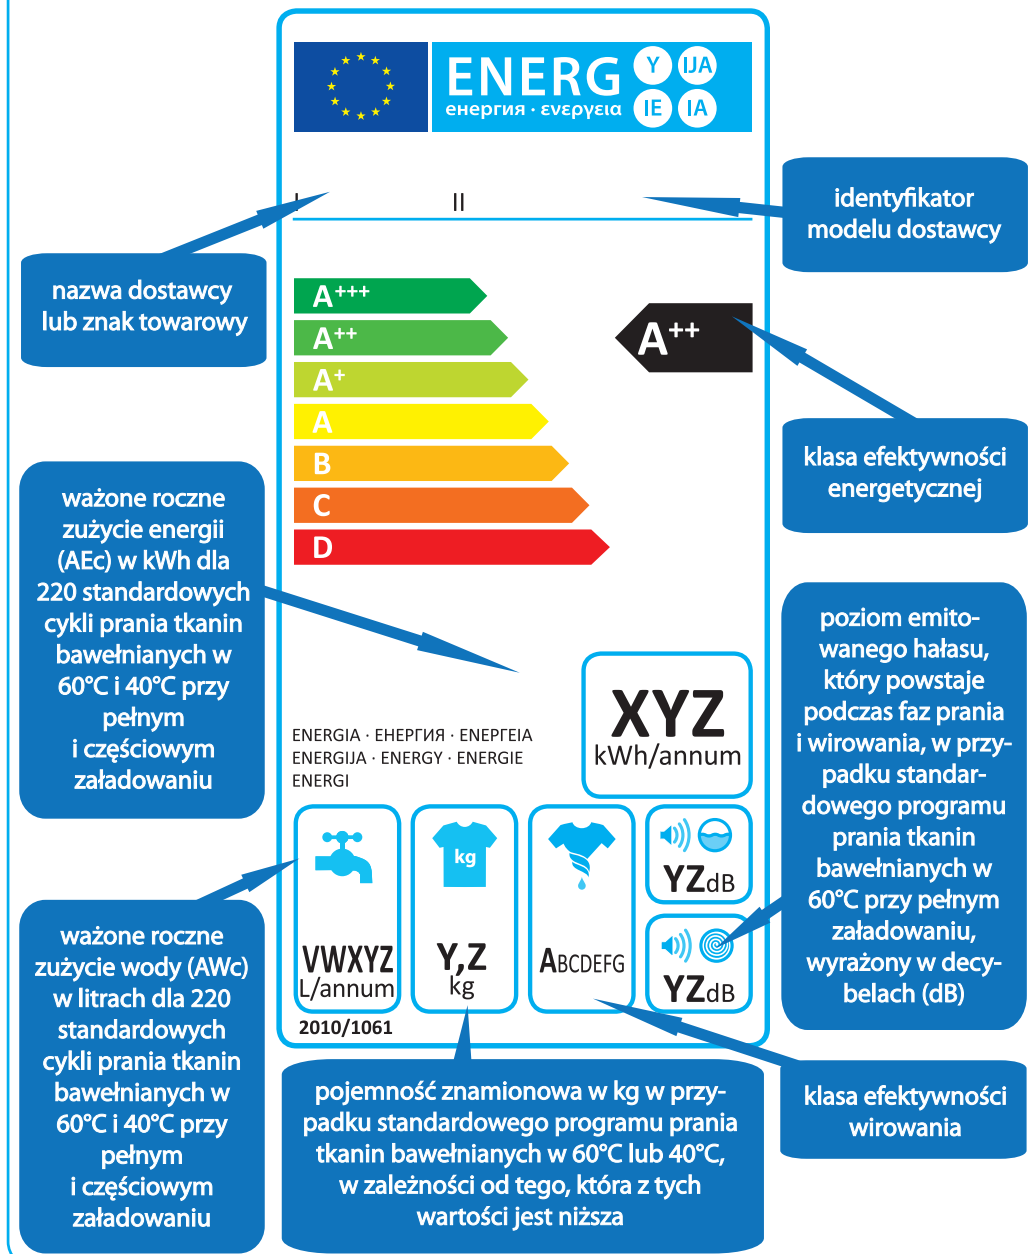 ENERG
енергия · ενεργεια
Y
IJA
IE
IA
I
II
identyfikator
modelu dostawcy
nazwa dostawcy
lub znak towarowy
A+++
A++
A+
A
B
C
D
A++
klasa efektywności
energetycznej
ważone roczne
zużycie energii
(AEc) w kWh dla
220 standardowych
cykli prania tkanin
bawełnianych w
60°C i 40°C przy
pełnym
i częściowym
załadowaniu
poziom emito-
wanego hałasu,
który powstaje
podczas faz prania
i wirowania, w przy-
padku standar-
dowego programu
prania tkanin
bawełnianych w
60°C przy pełnym
załadowaniu,
wyrażony w decy-
belach (dB)
XYZ
kWh/annum
ENERGIA · ЕНЕРГИЯ · ΕΝΕΡΓΕΙΑ
ENERGIJA · ENERGY · ENERGIE
ENERGI
VWXYZ
L/annum
kg
Y,Z
kg
ABCDEFG
YZdB
YZdB
2010/1061
ważone roczne
zużycie wody (AWc)
w litrach dla 220
standardowych
cykli prania tkanin
bawełnianych w
60°C i 40°C przy
pełnym
i częściowym
załadowaniu
pojemność znamionowa w kg w przy-
padku standardowego programu prania
tkanin bawełnianych w 60°C lub 40°C,
w zależności od tego, która z tych
wartości jest niższa
klasa efektywności
wirowania